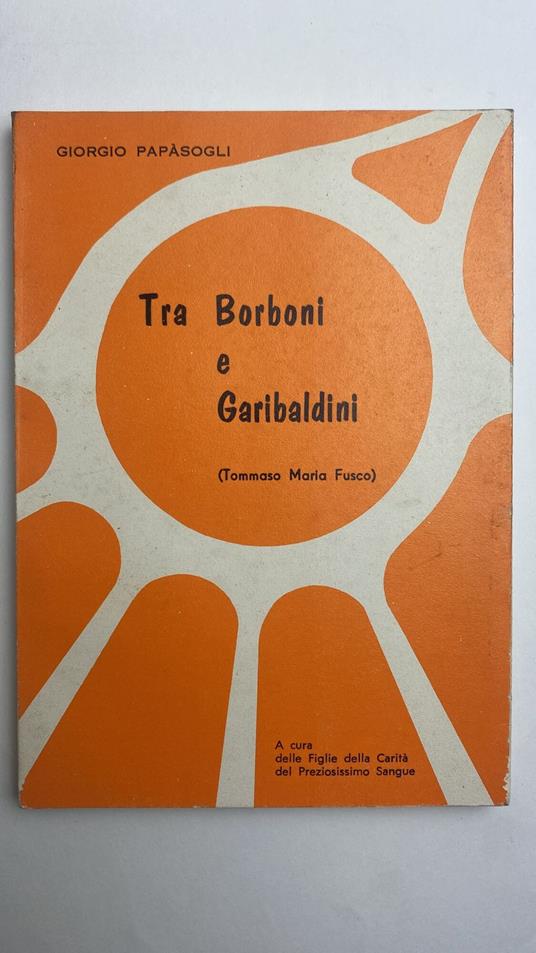 GIORGIO PAPÀSOGLI
Tra Borboni
e
Garibaldini
(Tommaso Maria Fusco)
A cura
delle Figlie della Carità
del Preziosissimo Sangue